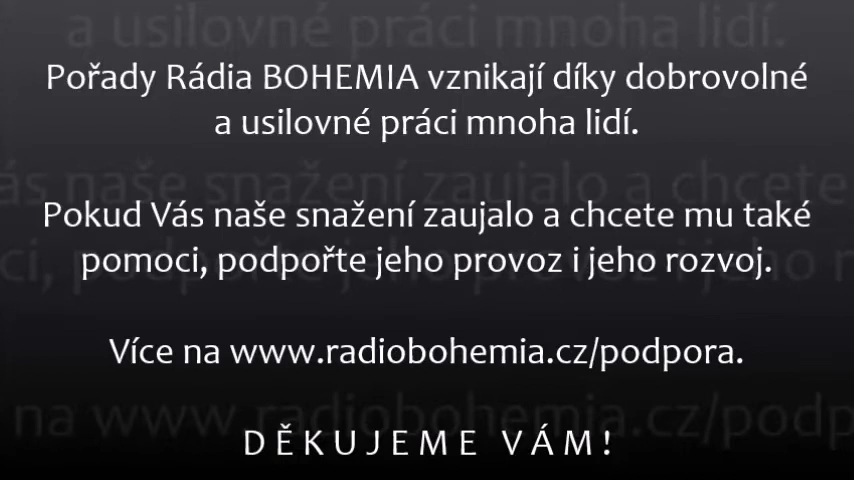 Pořady Rádia BOHEMIA vznikají díky dobrovolné
a usilovné práci mnoha lidí.
Pokud Vás naše snažení zaujalo a chcete mu také
pomoci, podpořte jeho provoz i jeho rozvoj.
Více na www.radiobohemia.cz/podpora.
DĚKUJEME VÁM!